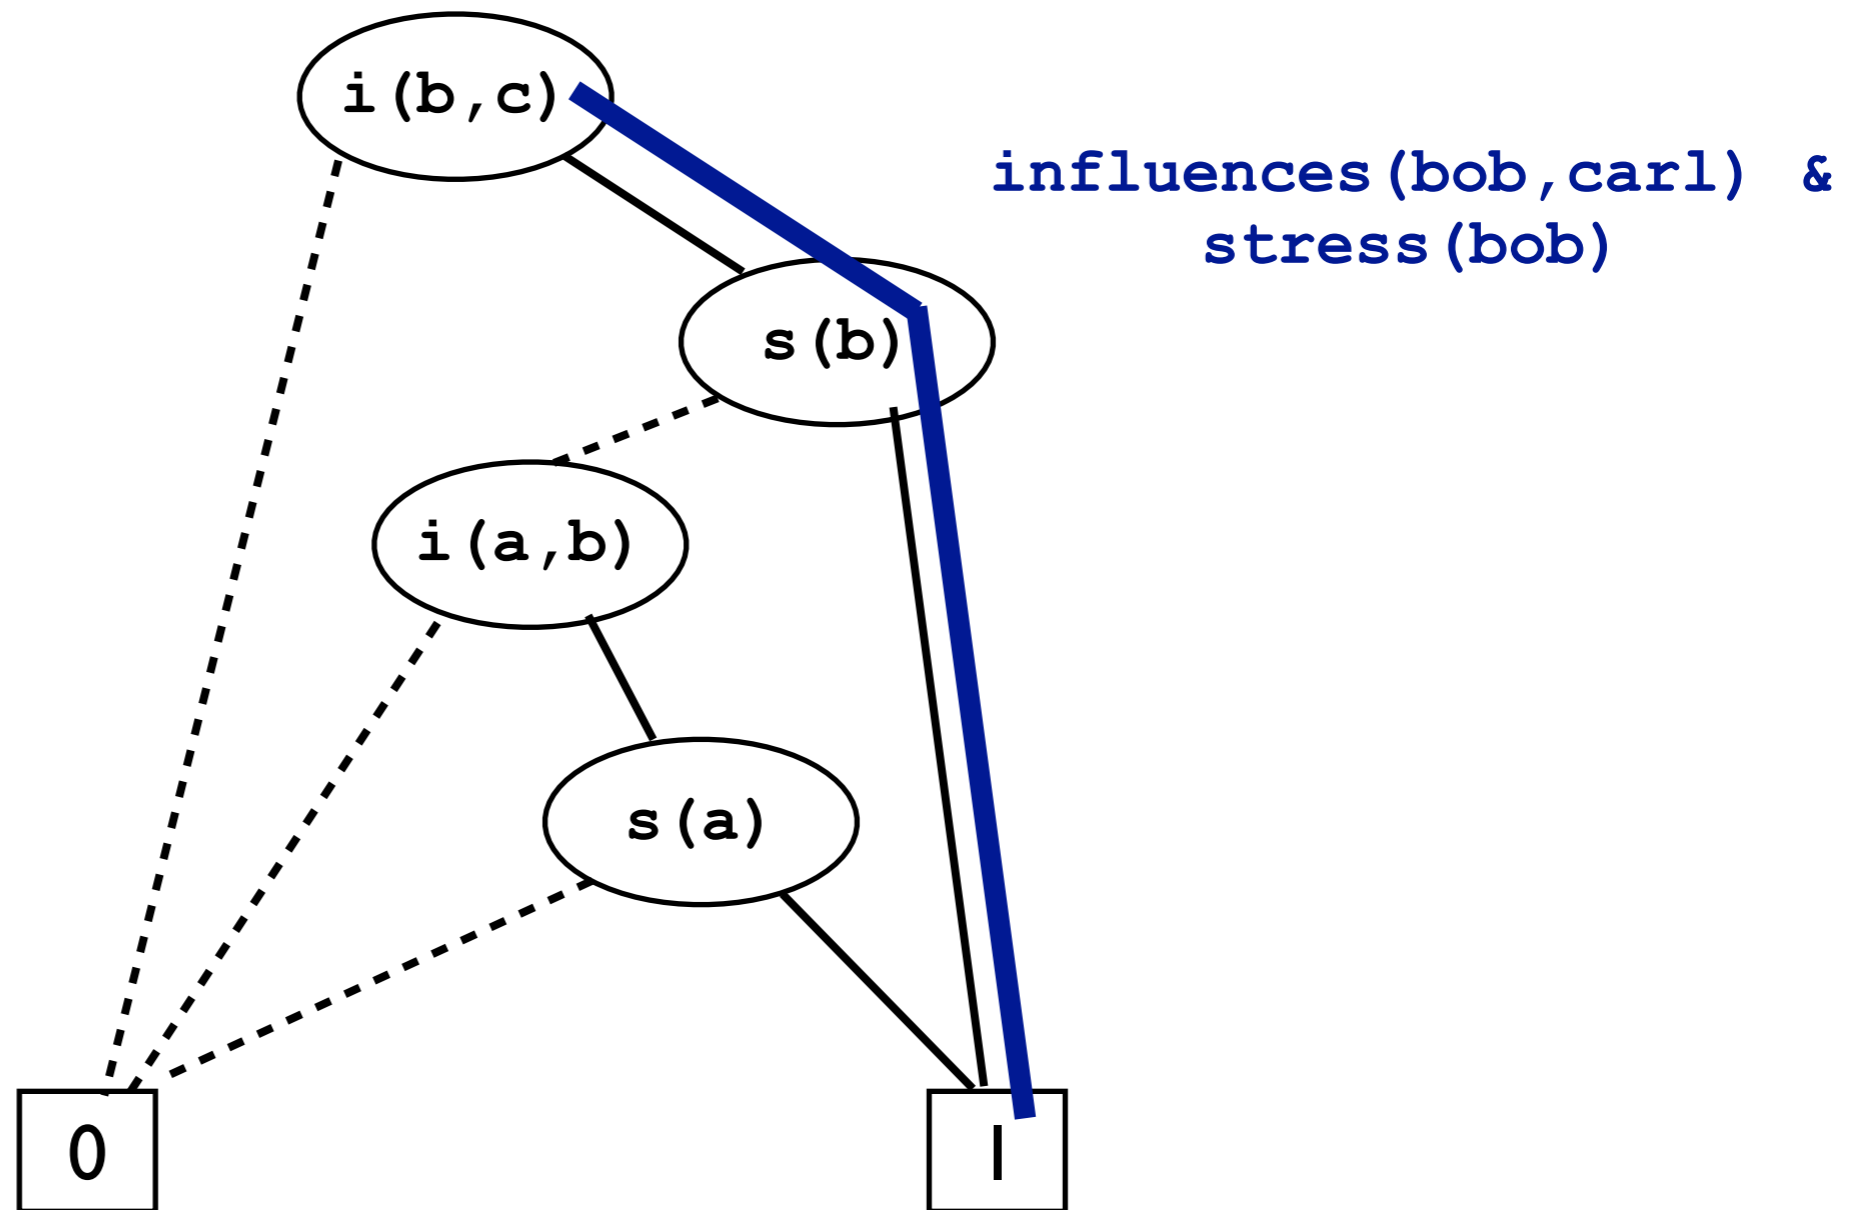 i(b,c)
influences(bob,carl) &
stress(bob)
s(b)
i(a,b)
s(a)
0
1